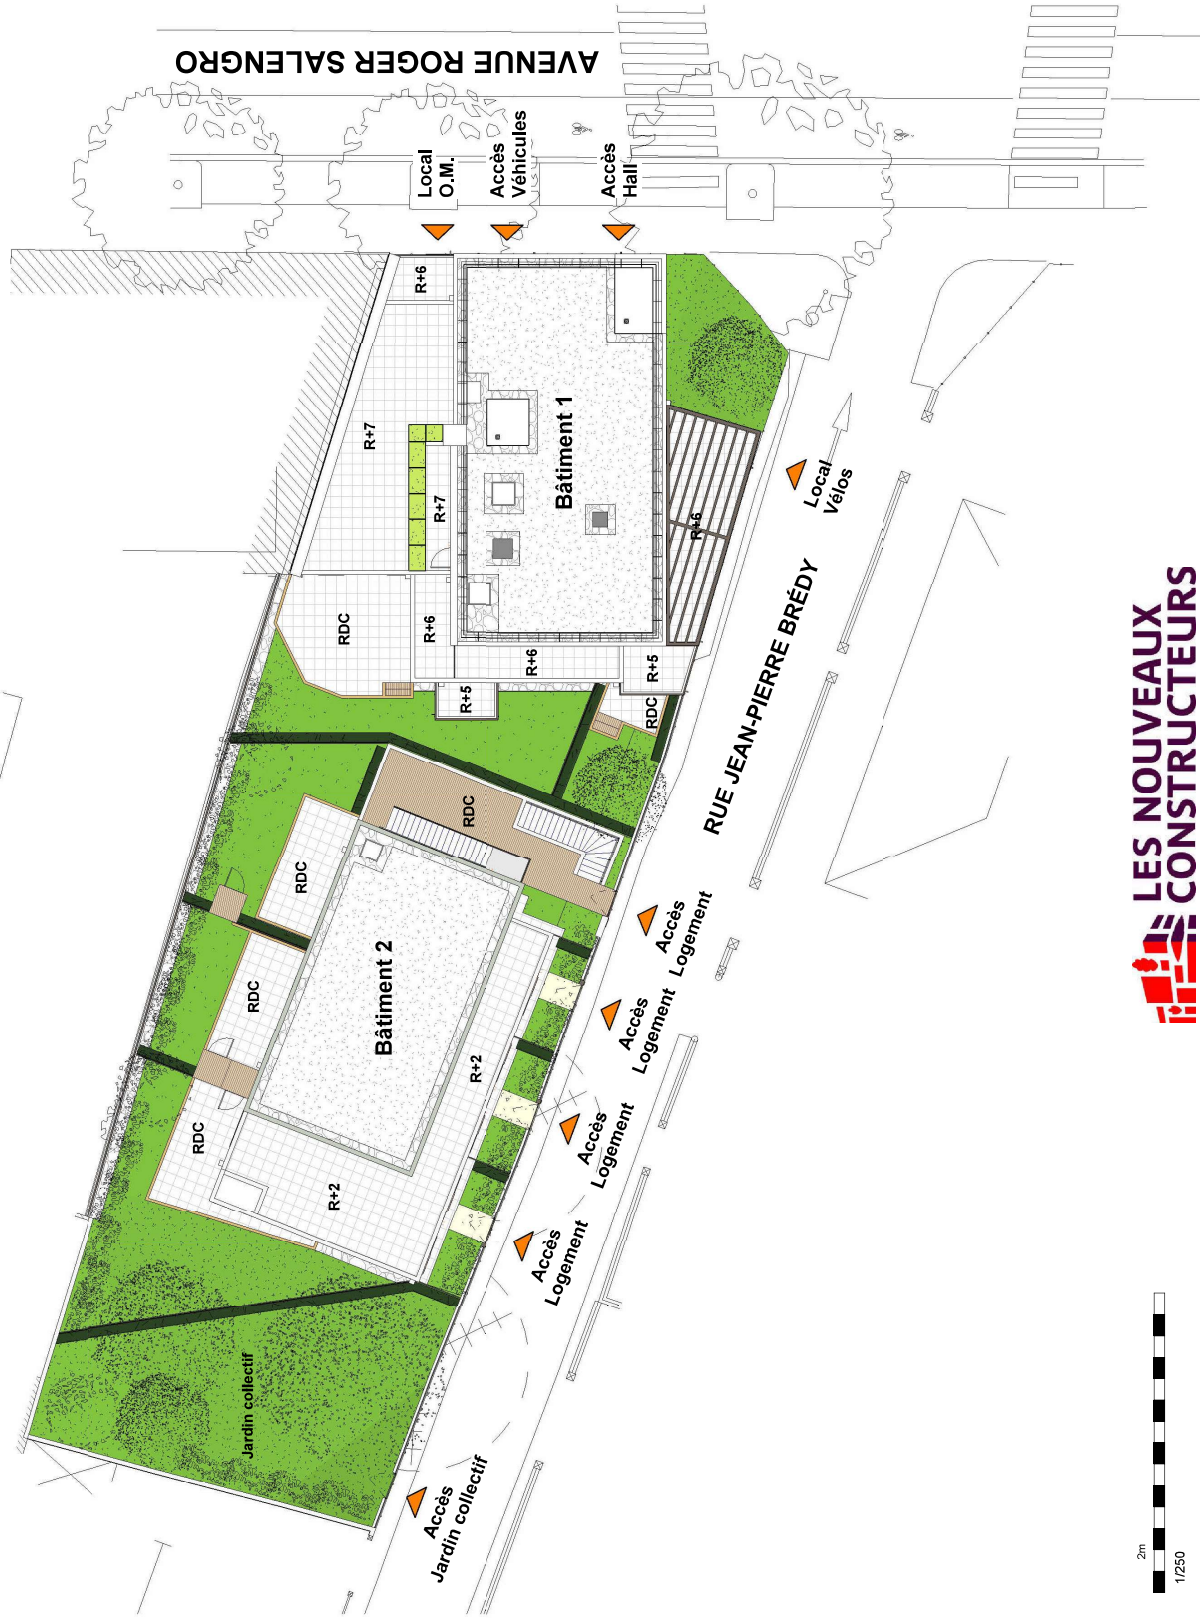 AVENUE ROGER SALENGRO
Local
O.M.
Accès
Véhicules
Accès
Hall
R+6
R+7
R+7
Bâtiment 1
R+6
Local
Vélos
RDC
R+6
R+6
R+5
R+5
RDC
RUE JEAN-PIERRE BRÉDY
RDC
RDC
Bâtiment 2
RDC
R+2
RDC
R+2
Accès
Logement
Accès
Logement
Accès
Logement
Accès
Logement
Jardin collectif
Accès
Jardin collectif
LES NOUVEAUX
CONSTRUCTEURS
2m
1/250